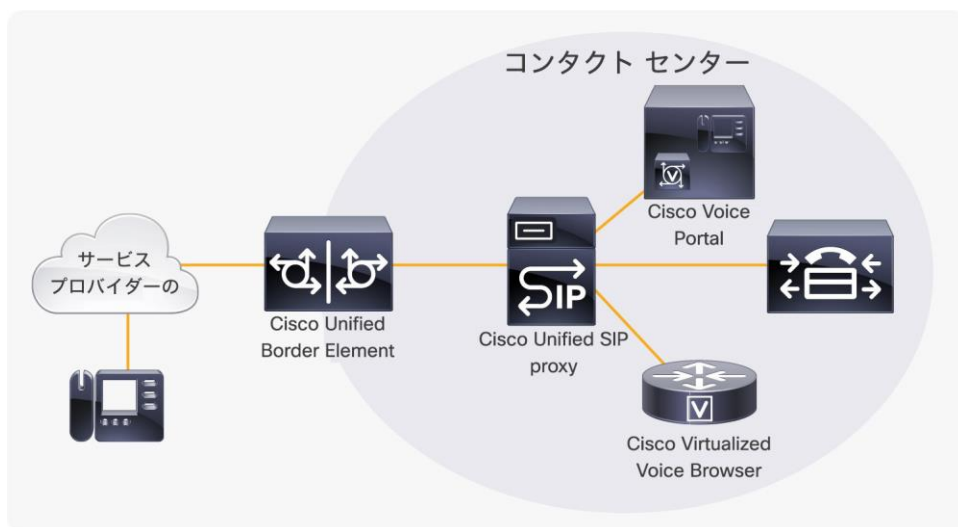 コンタクト センター
Cisco Voice
Portal
サービス
プロバイダーの
Cisco Unified
Border Element
SIP
Cisco Unified SIP
proxy
V
V
Cisco Virtualized
Voice Browser